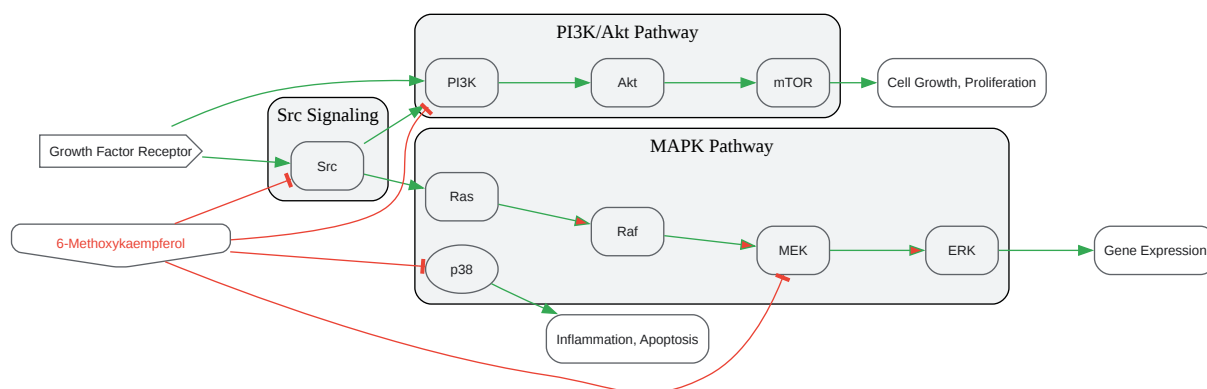 PI3K/Akt Pathway
PI3K
Akt
mTOR
Cell Growth, Proliferation
Src Signaling
Growth Factor Receptor
Src
MAPK Pathway
Ras
Raf
6-Methoxykaempferol
MEK
ERK
Gene Expression
p38
Inflammation, Apoptosis